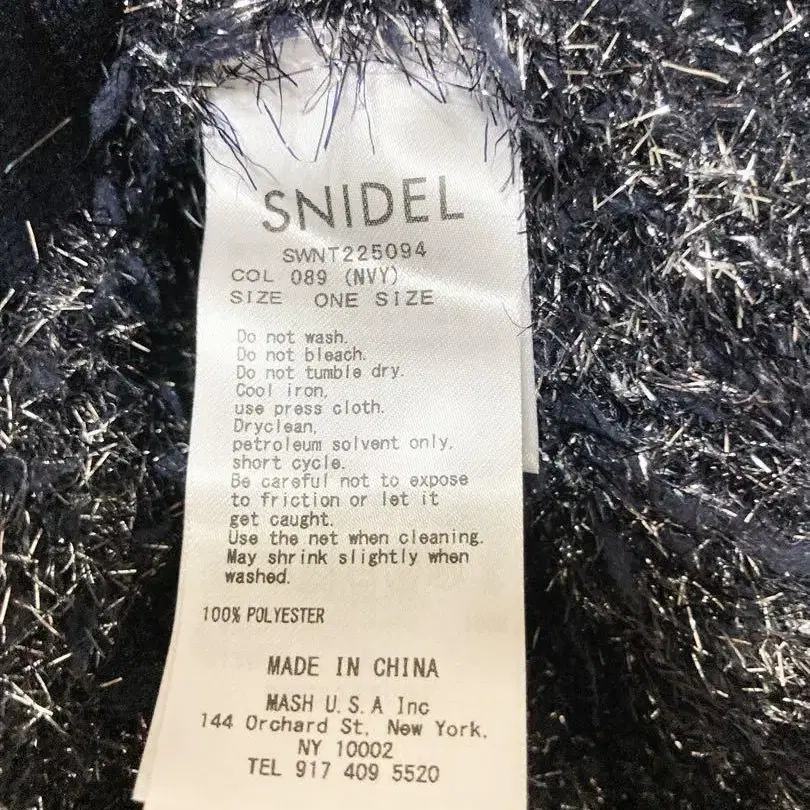 SNIDEL
SWNT225094
COL 089 (NVY)
SIZE ONE SIZE
Do not wash.
Do not bleach.
Do not tumble dry.
Cool iron,
use press cloth.
Dryclean,
petroleum solvent only,
short cycle.
Be careful not to expose
to friction or let it
get caught.
Use the net when cleaning.
May shrink slightly when
washed.
100% POLYESTER
MADE IN CHINA
MASH U.S.A Inc
144 Orchard St, New York,
NY 10002
TEL 917 409 5520